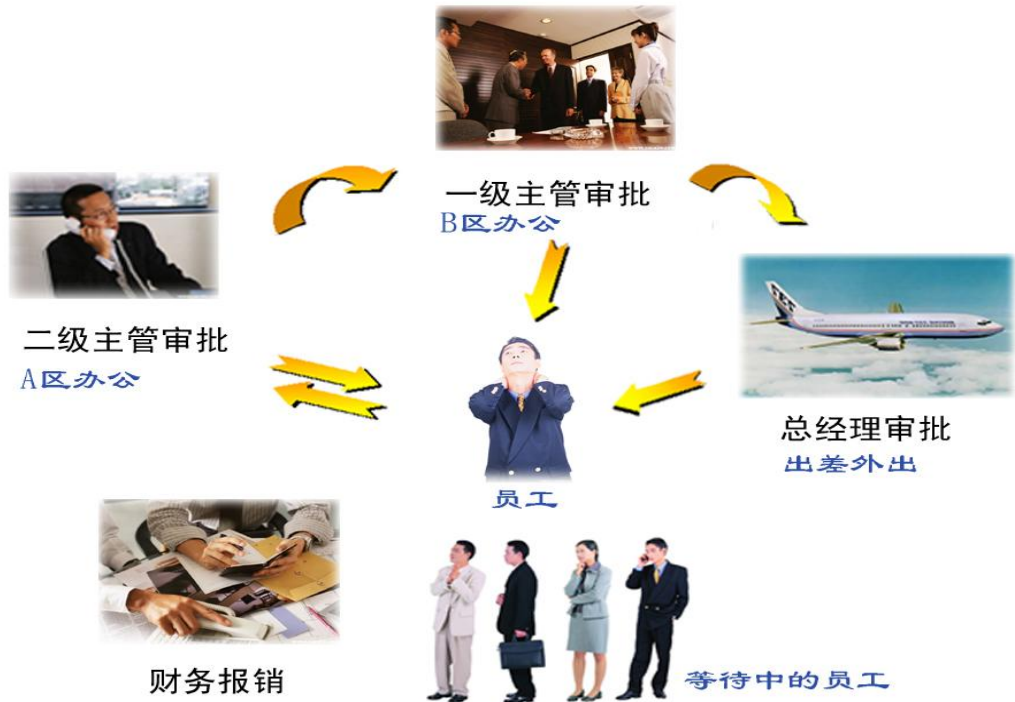 一级主管审批
B区办公
二级主管审批
A区办公
总经理审批
出差外出
员工
财务报销
等待中的员工